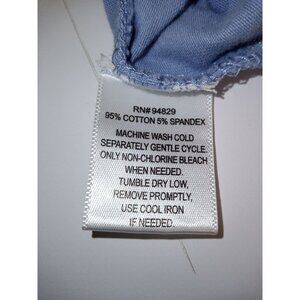 RN# 94829
95% COTTON 5% SPANDEX
MACHINE WASH COLD
SEPARATELY GENTLE CYCLE.
ONLY NON-CHLORINE BLEACH
WHEN NEEDED.
TUMBLE DRY LOW,
REMOVE PROMPTLY,
USE COOL IRON
IF NEEDED.